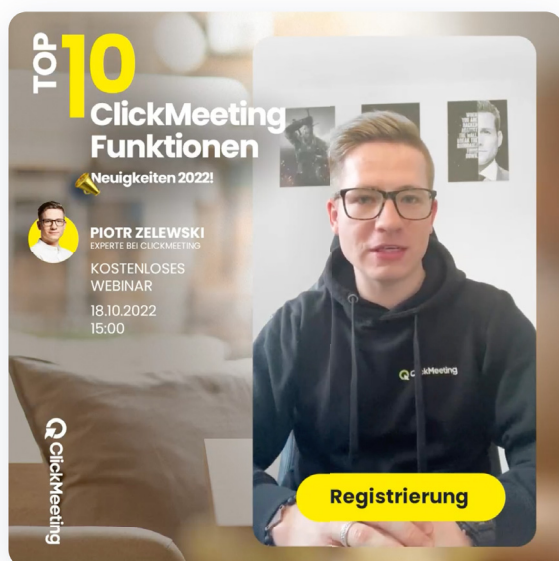 TOP
10
ClickMeeting
Funktionen
Neuigkeiten 2022!
PIOTR ZELEWSKI
EXPERTE BEI CLICKMEETING
KOSTENLOSES
WEBINAR
18.10.2022
15:00
ClickMeeting
ClickMeeting
Registrierung